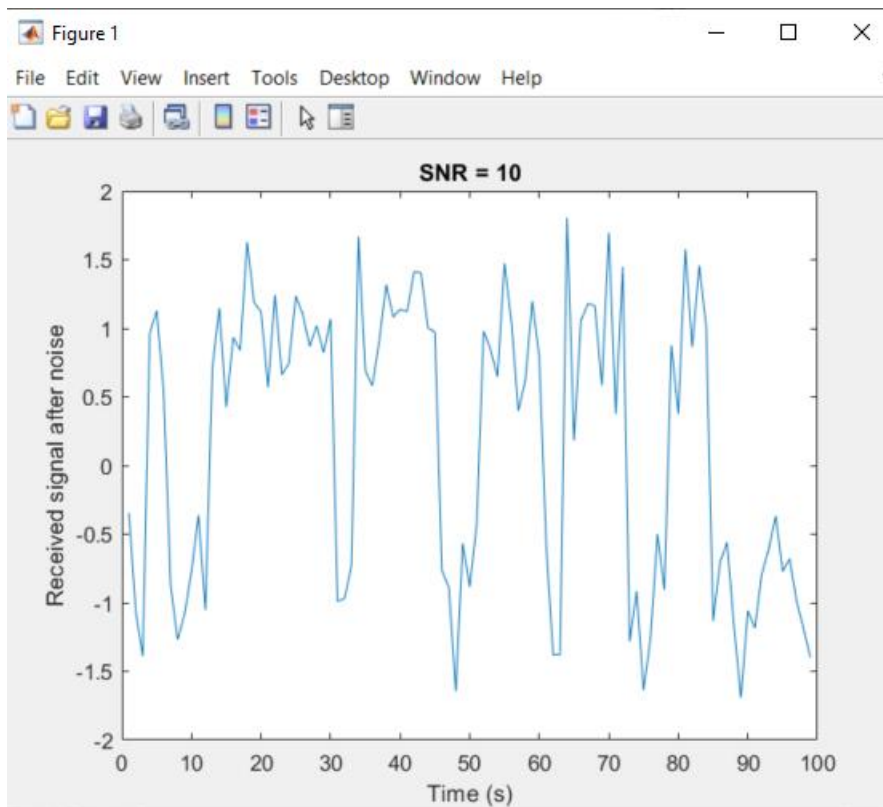 Figure 1
File Edit View Insert Tools Desktop Window Help
SNR = 10
2
1.5
1
0.5
0
-0.5
-1
-1.5
-2
Received signal after noise
0 10 20 30 40 50 60 70 80 90 100
Time (s)